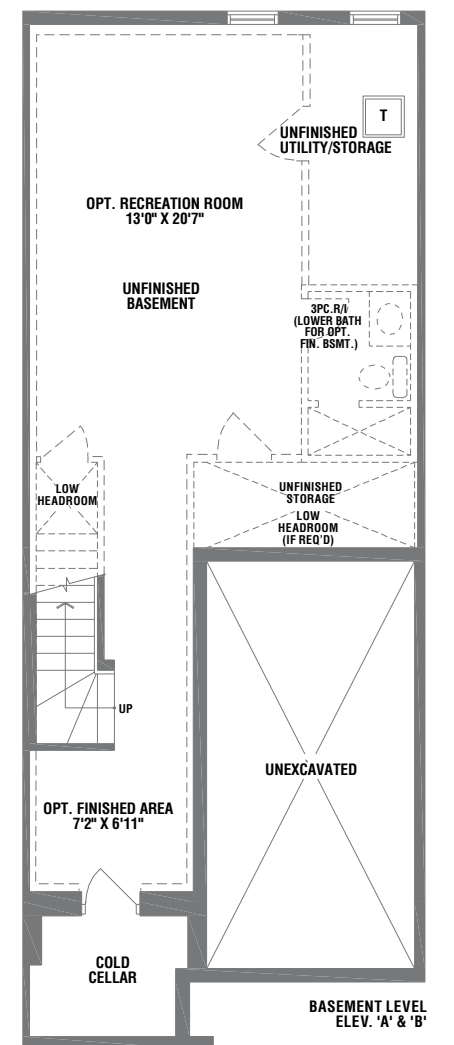 T
UNFINISHED
UTILITY/STORAGE
OPT. RECREATION ROOM
13'0" X 20'7"
UNFINISHED
BASEMENT
3PC.R/I
(LOWER BATH
FOR OPT.
FIN. BSMT.)
LOW
HEADROOM
UNFINISHED
STORAGE
LOW
HEADROOM
(IF REQ'D)
UP
UNEXCAVATED
OPT. FINISHED AREA
7'2" X 6'11"
COLD
CELLAR
BASEMENT LEVEL
ELEV. 'A' & 'B'